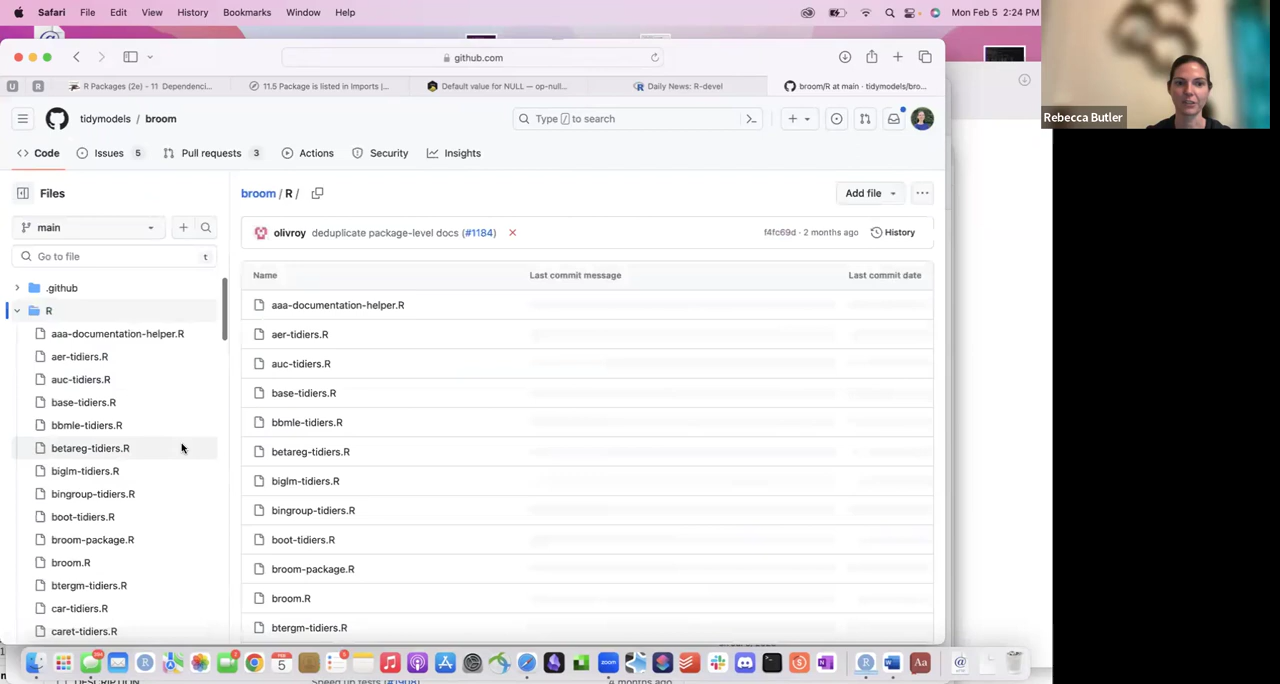 Safari File Edit View History Bookmarks Window Help Mon Feb 5 2:24 PM
github.com
R Packages (2e) - 11 Dependenci... 11.5 Package is listed in Imports |... Default value for NULL — op-null... Daily News: R-devel broom/R at main · tidymodels/bro...
tidymodels / broom Type / to search
Rebecca Butler
Code Issues 5 Pull requests 3 Actions Security Insights
Files
broom / R /
Add file
main
olivroy deduplicate package-level docs (#1184) f4fc69d · 2 months ago History
Go to file t
Name Last commit message Last commit date
.github
R
aaa-documentation-helper.R
aer-tidiers.R
auc-tidiers.R
base-tidiers.R
bbmle-tidiers.R
betareg-tidiers.R
biglm-tidiers.R
bingroup-tidiers.R
boot-tidiers.R
broom-package.R
broom.R
btergm-tidiers.R
car-tidiers.R
caret-tidiers.R
aaa-documentation-helper.R
aer-tidiers.R
auc-tidiers.R
base-tidiers.R
bbmle-tidiers.R
betareg-tidiers.R
biglm-tidiers.R
bingroup-tidiers.R
boot-tidiers.R
broom-package.R
broom.R
btergm-tidiers.R
DESCRIPTION
4 months ago